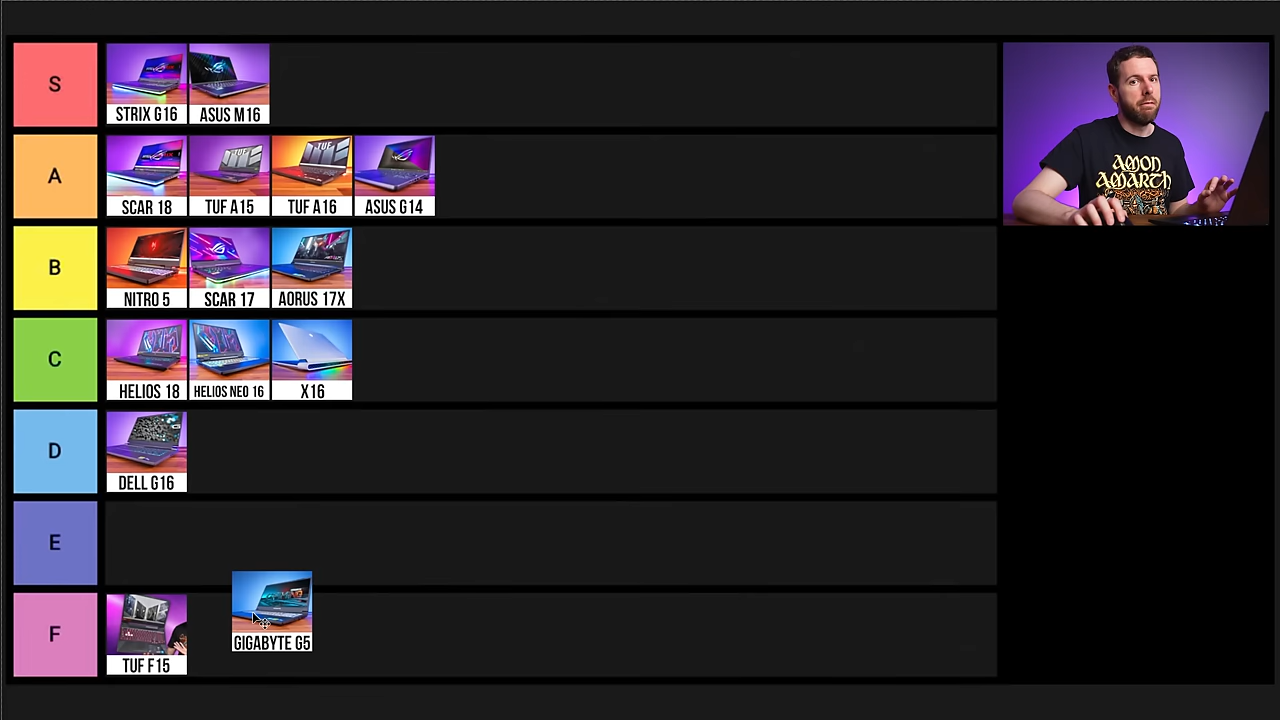 S
STRIX G16
ASUS M16
A
SCAR 18
TUF A15
TUF A16
ASUS G14
AMON
AMARTH
B
NITRO 5
SCAR 17
AORUS 17X
C
HELIOS 18
HELIOS NEO 16
X16
D
DELL G16
E
F
TUF F15
GIGABYTE G5